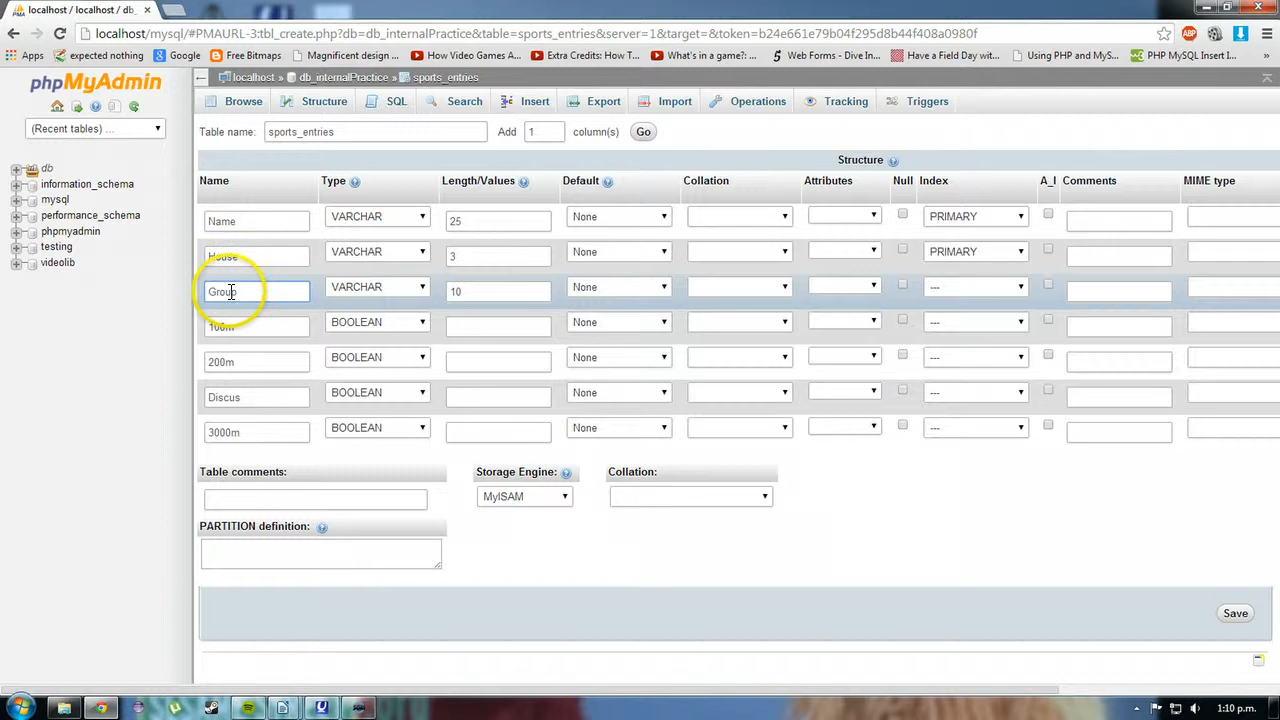 localhost / localhost / db_
localhost/mysql/#PMAURL-3:tbl_create.php?db=db_internalPractice&table=sports_entries&server=1&target=&token=b24e661e79b04f295d8b44f408a0980f
Apps expected nothing Google Free Bitmaps Magnificent design... How Video Games A... Extra Credits: How T... What's in a game?: ... Web Forms - Dive In... Have a Field Day wi... Using PHP and MyS... PHP MySQL Insert I...
phpMyAdmin
localhost » db_internalPractice » sports_entries
Browse Structure SQL Search Insert Export Import Operations Tracking Triggers
(Recent tables) ...
Table name: sports_entries Add 1 column(s) Go
Structure
Name Type Length/Values Default Collation Attributes Null Index A_I Comments MIME type
Name VARCHAR 25 None PRIMARY
House VARCHAR 3 None PRIMARY
Group VARCHAR 10 None ---
100m BOOLEAN None ---
200m BOOLEAN None ---
Discus BOOLEAN None ---
3000m BOOLEAN None ---
db
information_schema
mysql
performance_schema
phpmyadmin
testing
videolib
Table comments: Storage Engine: Collation:
MyISAM
PARTITION definition:
Save
1:10 p.m.